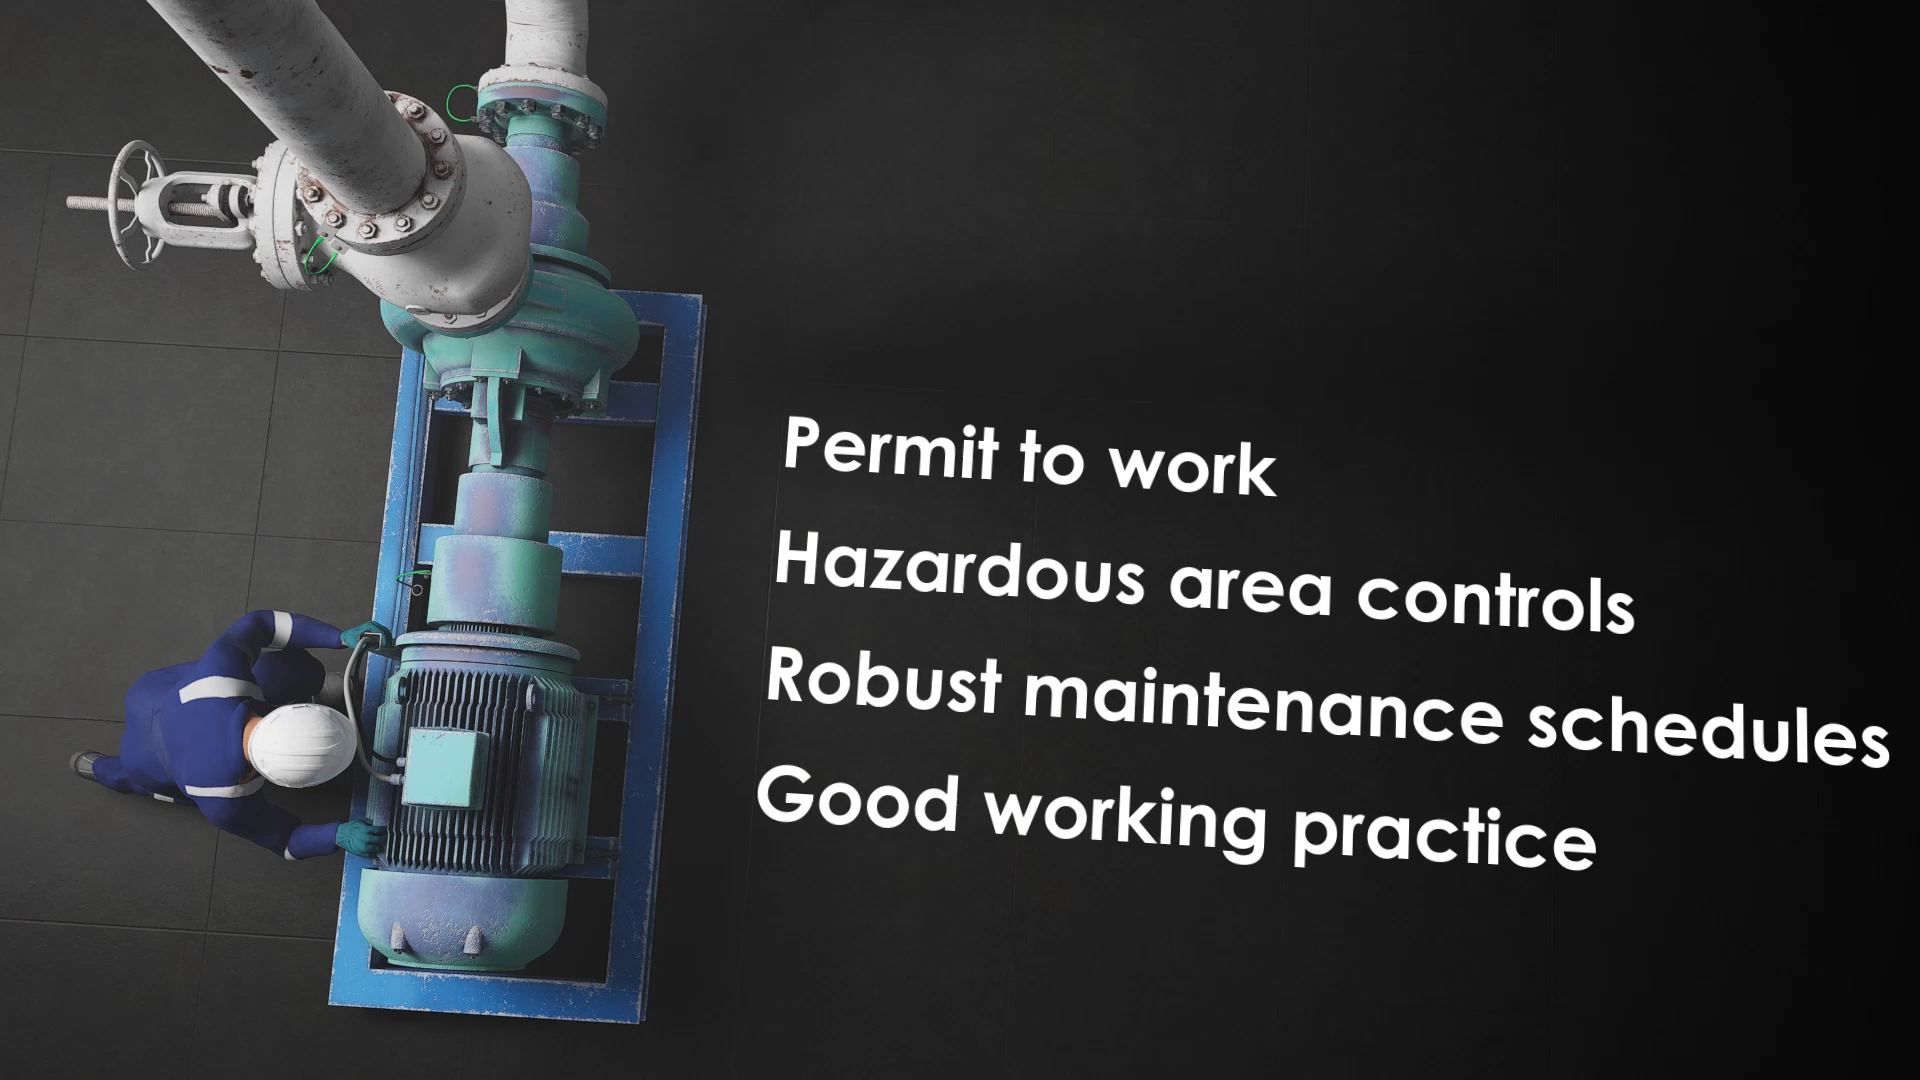 Permit to work
Hazardous area controls
Robust maintenance schedules
Good working practice